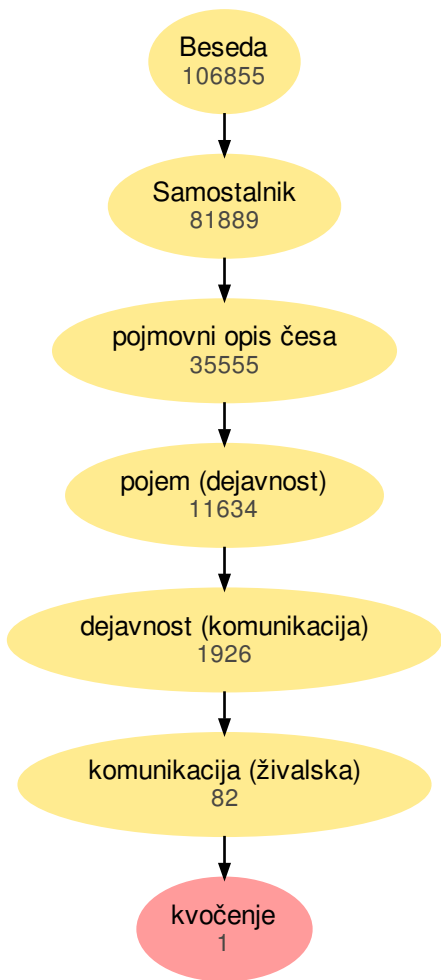 Beseda
106855
Samostalnik
81889
pojmovni opis česa
35555
pojem (dejavnost)
11634
dejavnost (komunikacija)
1926
komunikacija (živalska)
82
kvočenje
1